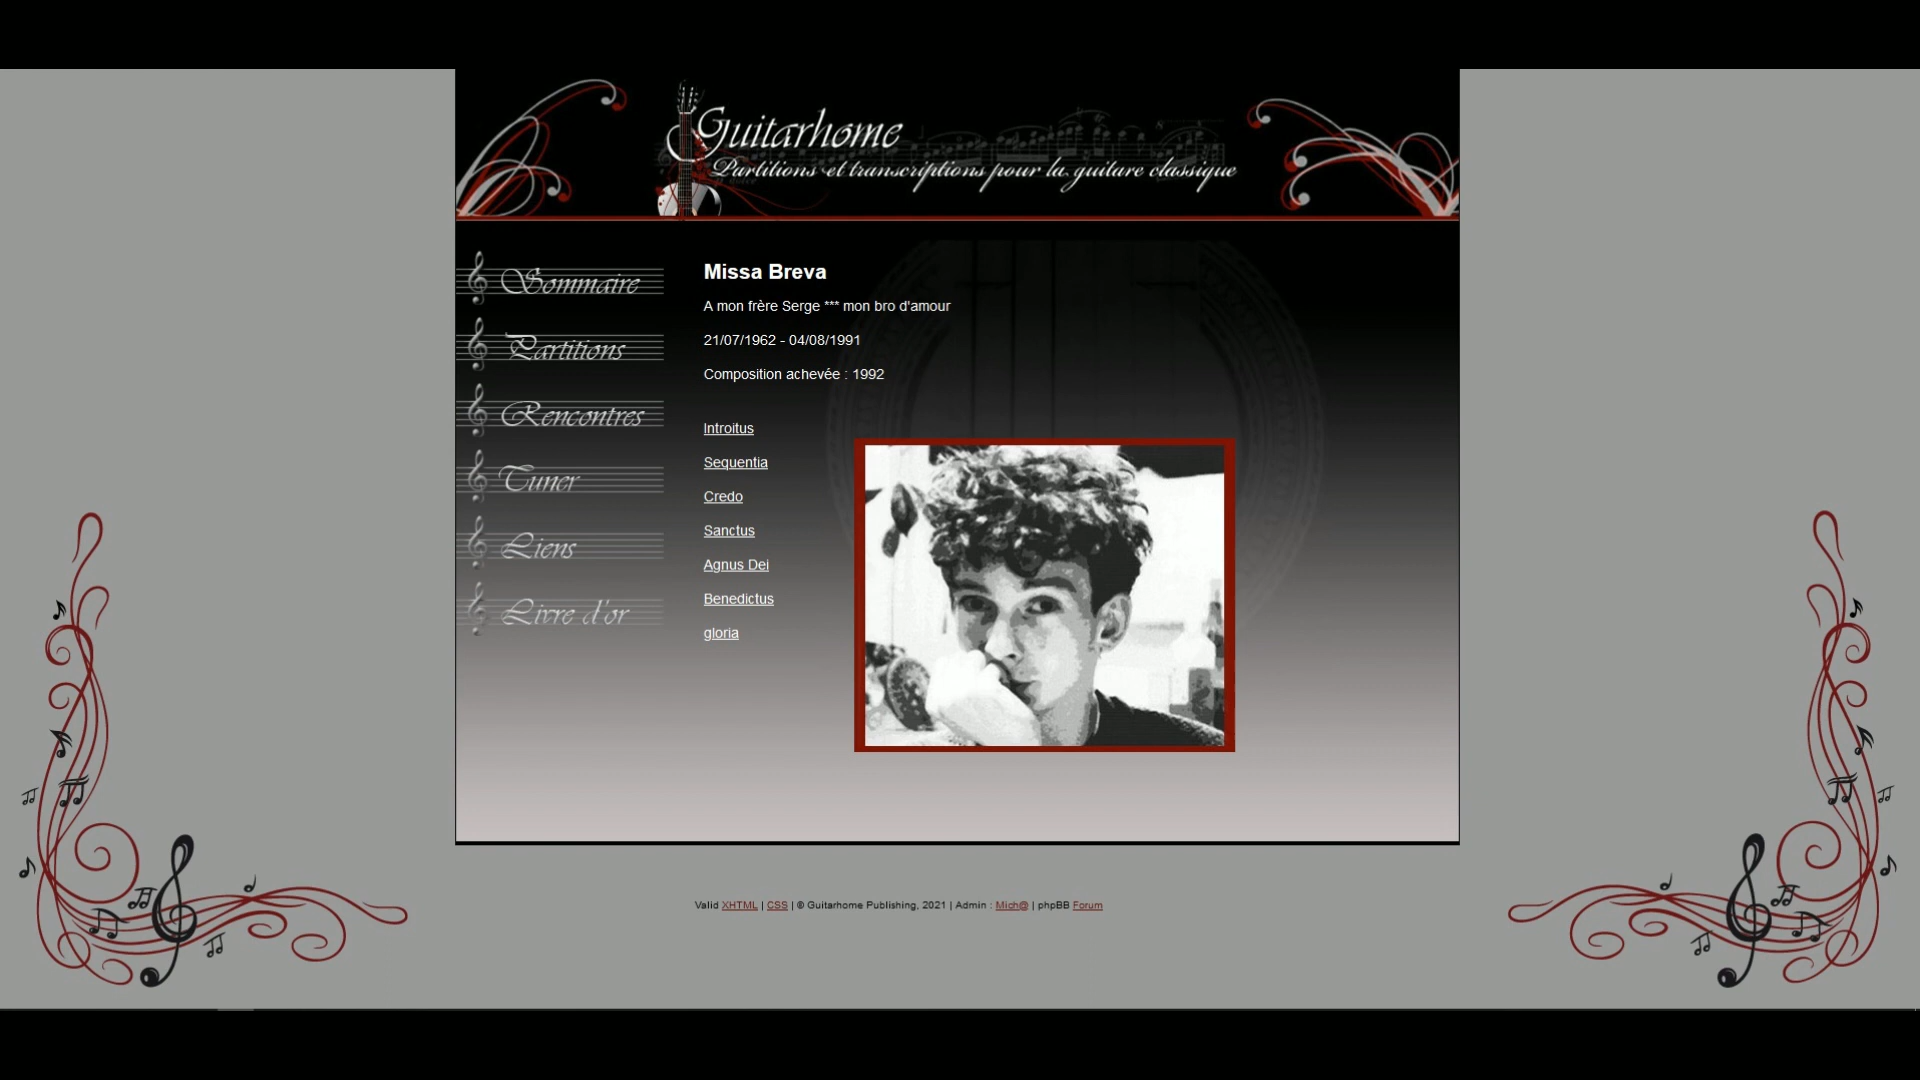 Guitarhome
Partitions et transcriptions pour la guitare classique
Sommaire
Partitions
Rencontres
Tuner
Liens
Livre d'or
Missa Breva
A mon frère Serge *** mon bro d'amour
21/07/1962 - 04/08/1991
Composition achevée : 1992
Introitus
Sequentia
Credo
Sanctus
Agnus Dei
Benedictus
gloria
Valid XHTML | CSS | © Guitarhome Publishing, 2021 | Admin : Mich@ | phpBB Forum